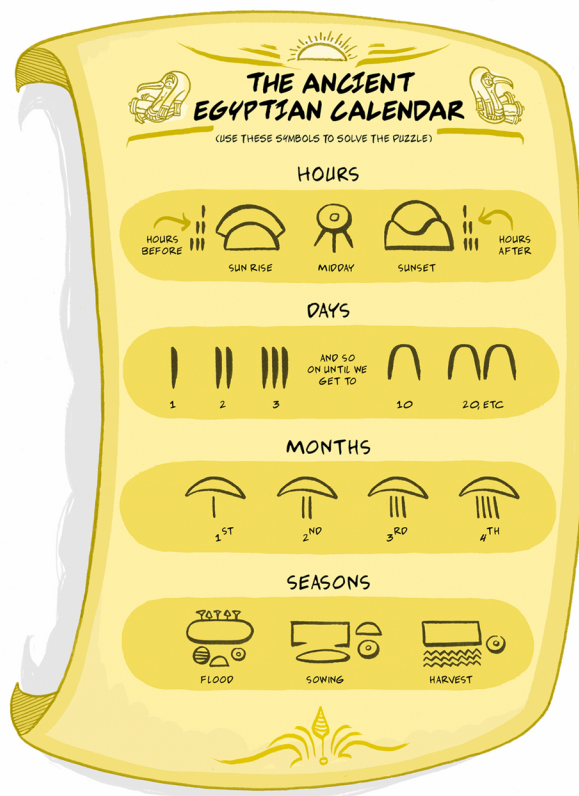 THE ANCIENT
EGYPTIAN CALENDAR
(USE THESE SYMBOLS TO SOLVE THE PUZZLE)
HOURS
HOURS
BEFORE
SUN RISE
MIDDAY
SUNSET
HOURS
AFTER
DAYS
1
2
3
AND SO
ON UNTIL WE
GET TO
10
20, ETC
MONTHS
1ST
2ND
3RD
4TH
SEASONS
FLOOD
SOWING
HARVEST